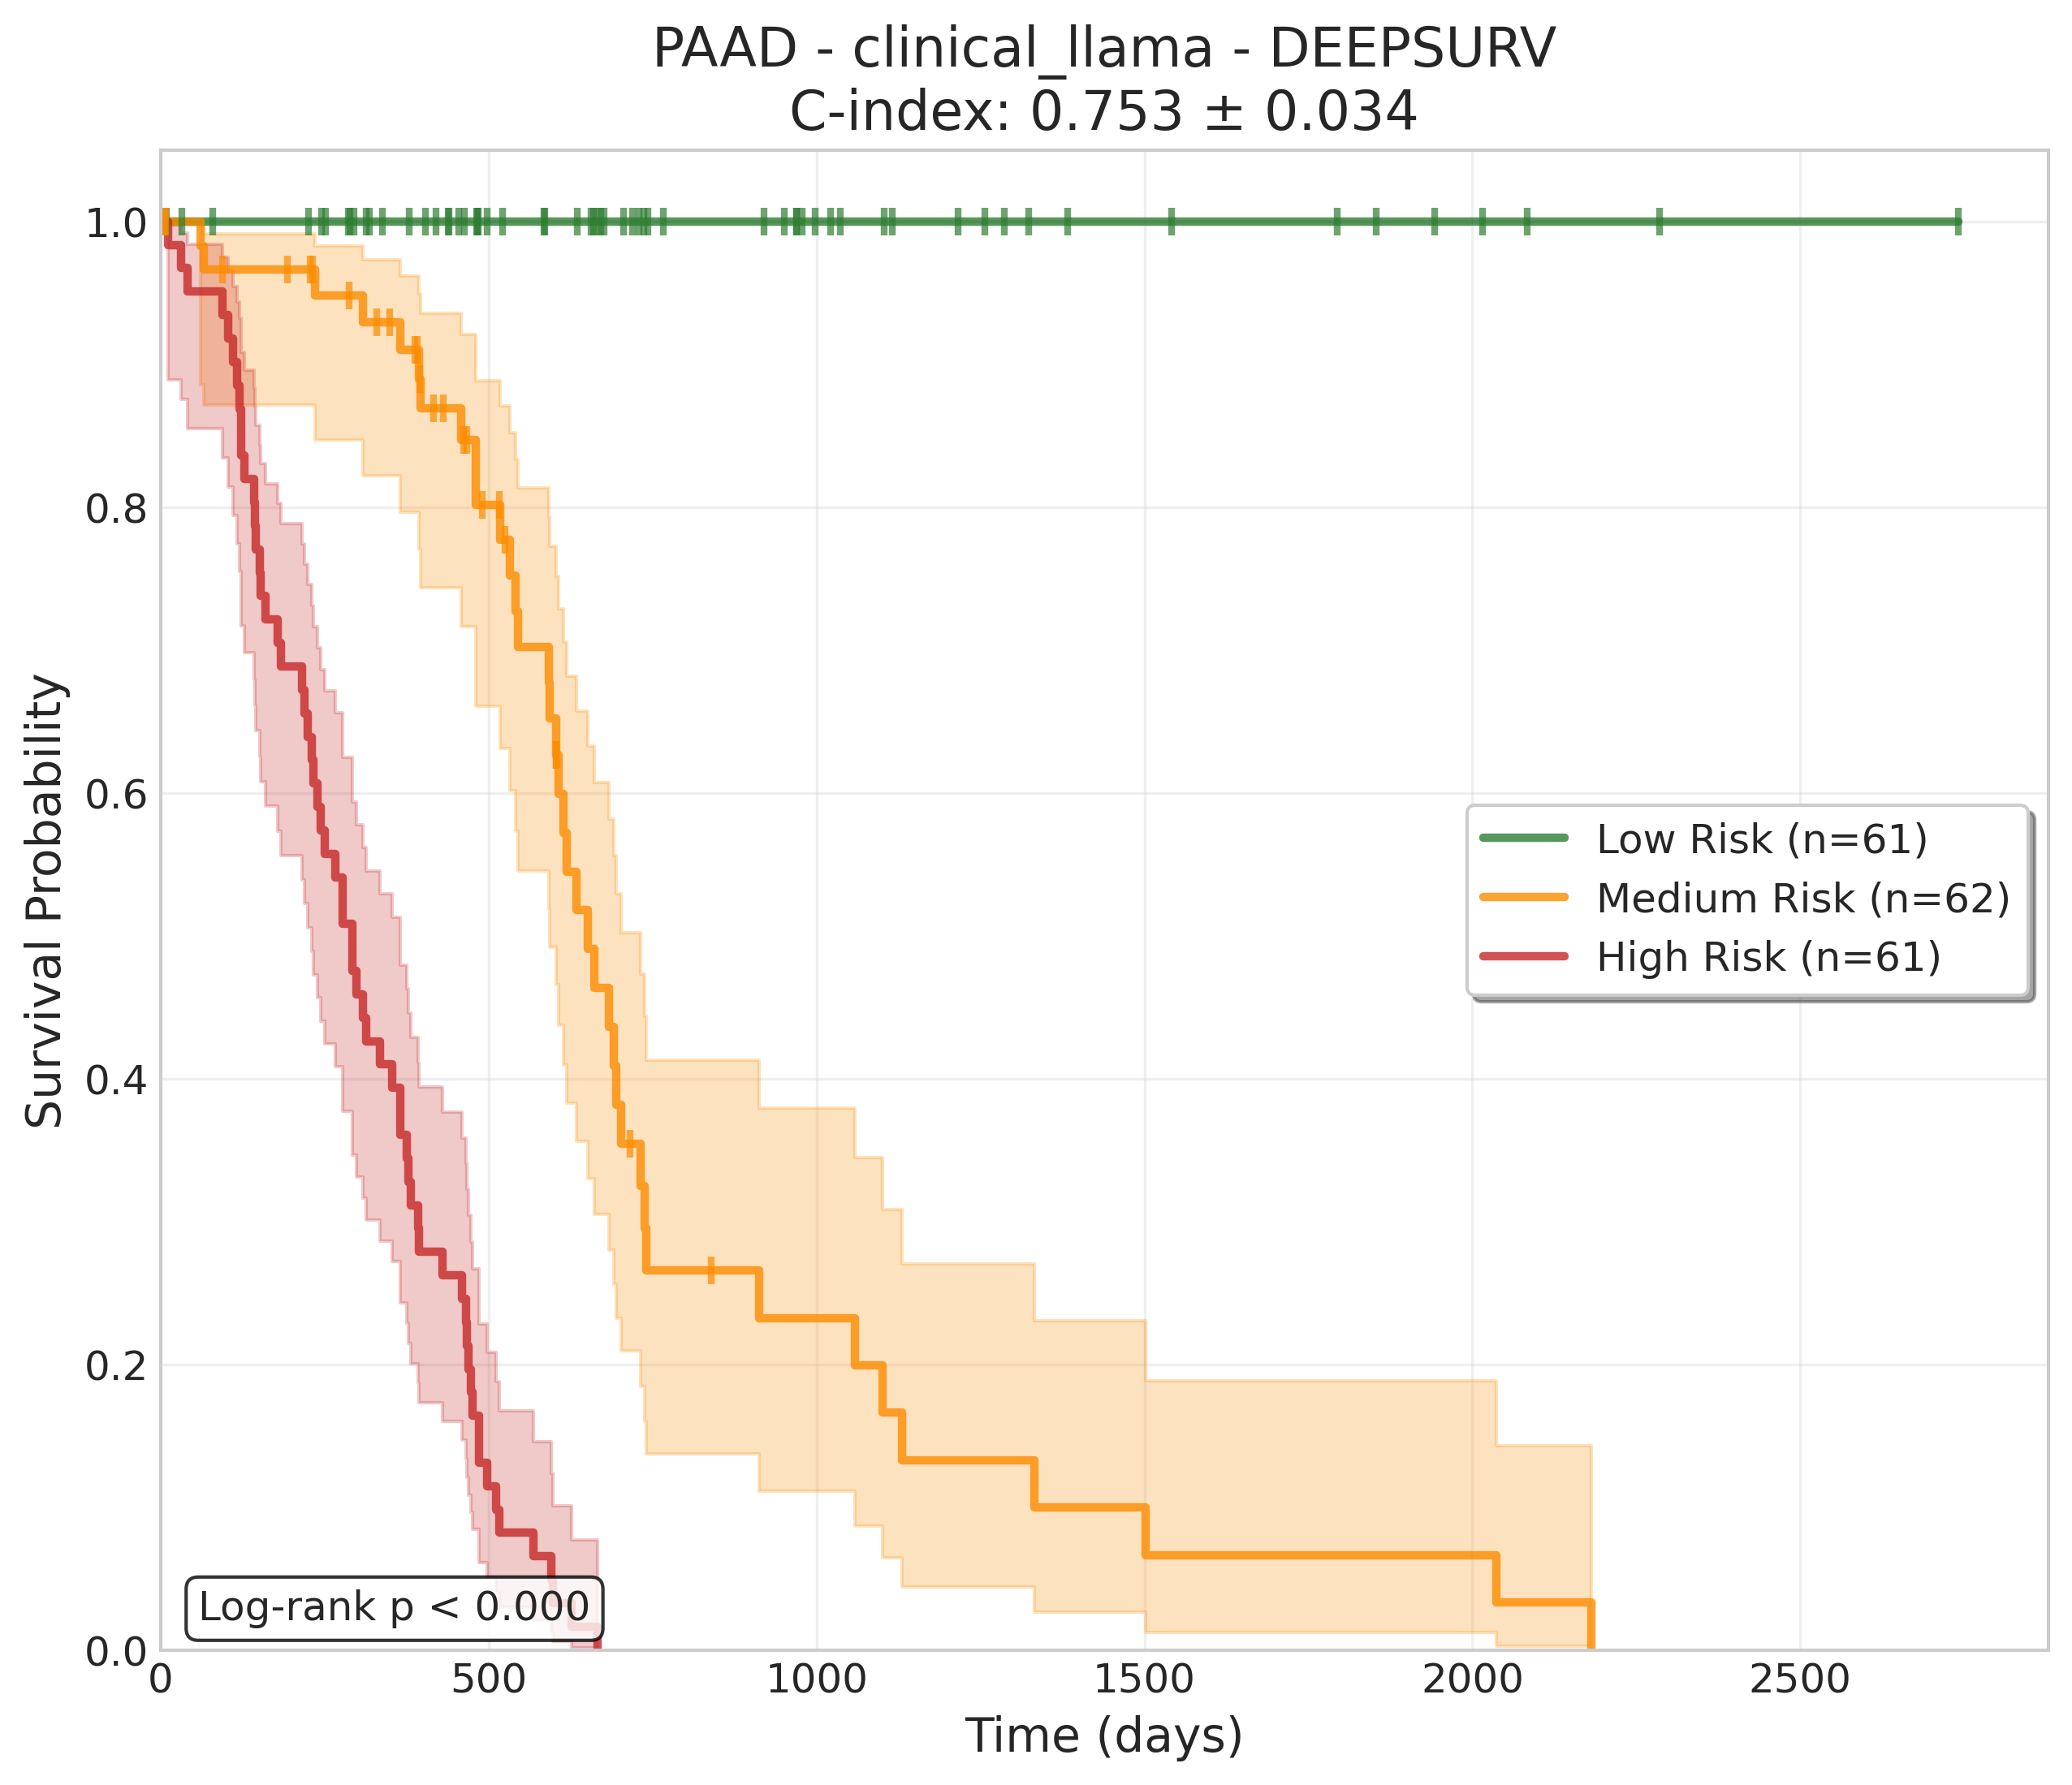 PAAD - clinical_llama - DEEPSURV
C-index: 0.753 ± 0.034
Survival Probability
1.0
0.8
0.6
0.4
0.2
0.0
Low Risk (n=61)
Medium Risk (n=62)
High Risk (n=61)
Log-rank p < 0.000
0 500 1000 1500 2000 2500
Time (days)